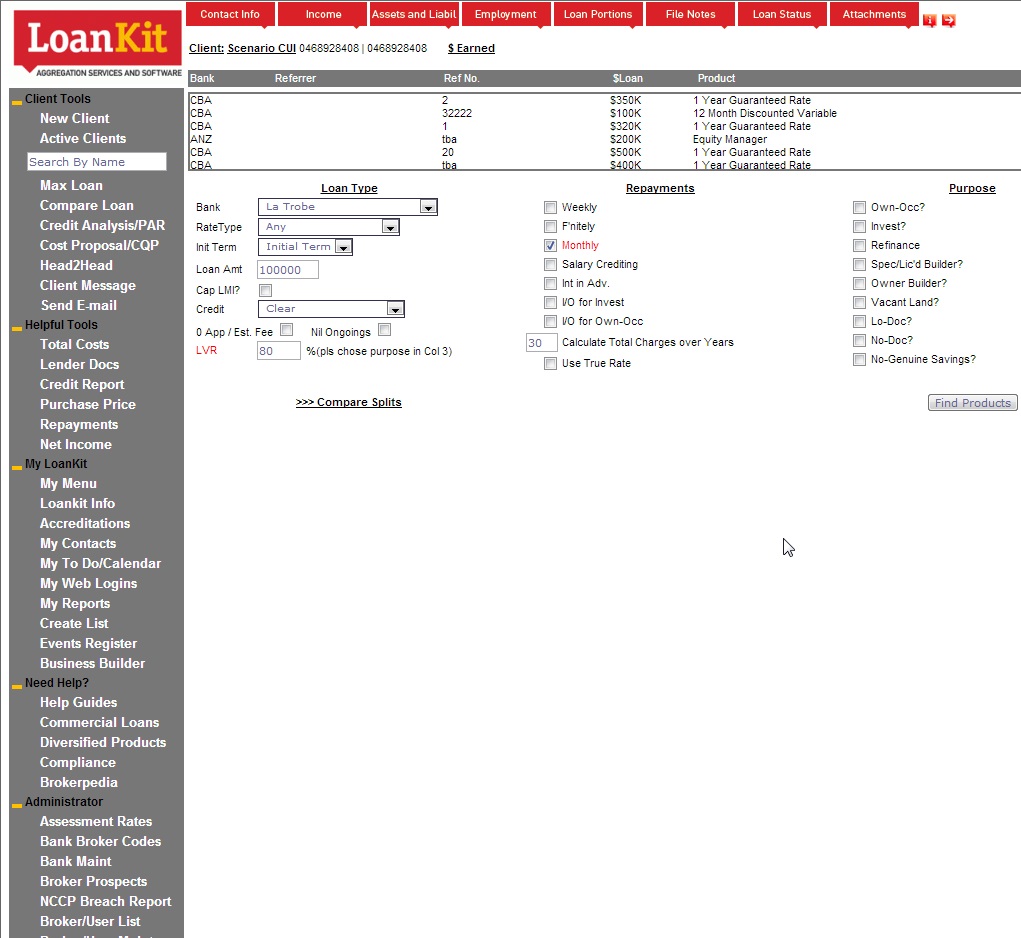 LoanKit
AGGREGATION SERVICES AND SOFTWARE
Contact Info Income Assets and Liabil Employment Loan Portions File Notes Loan Status Attachments
Client: Scenario CUI 0468928408 | 0468928408 $ Earned
Bank Referrer Ref No. $Loan Product
CBA 2 $350K 1 Year Guaranteed Rate
CBA 32222 $100K 12 Month Discounted Variable
CBA 1 $320K 1 Year Guaranteed Rate
ANZ tba $200K Equity Manager
CBA 20 $500K 1 Year Guaranteed Rate
CBA tba $400K 1 Year Guaranteed Rate
Client Tools
New Client
Active Clients
Search By Name
Max Loan
Compare Loan
Credit Analysis/PAR
Cost Proposal/CQP
Head2Head
Client Message
Send E-mail
Helpful Tools
Total Costs
Lender Docs
Credit Report
Purchase Price
Repayments
Net Income
My LoanKit
My Menu
Loankit Info
Accreditations
My Contacts
My To Do/Calendar
My Web Logins
My Reports
Create List
Events Register
Business Builder
Need Help?
Help Guides
Commercial Loans
Diversified Products
Compliance
Brokerpedia
Administrator
Assessment Rates
Bank Broker Codes
Bank Maint
Broker Prospects
NCCP Breach Report
Broker/User List
Loan Type
Bank La Trobe
RateType Any
Init Term Initial Term
Loan Amt 100000
Cap LMI?
Credit Clear
0 App / Est. Fee Nil Ongoings
LVR 80 %(pls chose purpose in Col 3)
>>> Compare Splits
Repayments
Weekly
F'nitely
Monthly
Salary Crediting
Int in Adv.
I/O for Invest
I/O for Own-Occ
30 Calculate Total Charges over Years
Use True Rate
Purpose
Own-Occ?
Invest?
Refinance
Spec/Lic'd Builder?
Owner Builder?
Vacant Land?
Lo-Doc?
No-Doc?
No-Genuine Savings?
Find Products